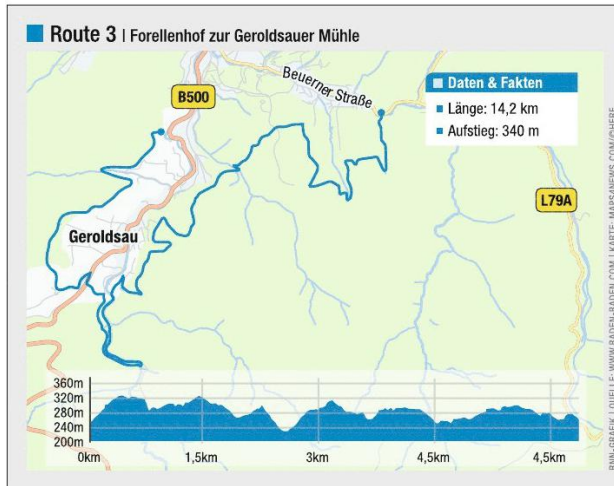 Route 3 | Forellenhof zur Geroldsauer Mühle
B500
Beuerner Straße
Daten & Fakten
Länge: 14,2 km
Aufstieg: 340 m
L79A
Geroldsau
360m
320m
280m
240m
200m
0km
1,5km
3km
4,5km
4,5km
BNN-GRAFIK | QUELLE: WWW.BADEN-BADEN.COM | KARTE: MAPS4NEWS.COM/©HERE